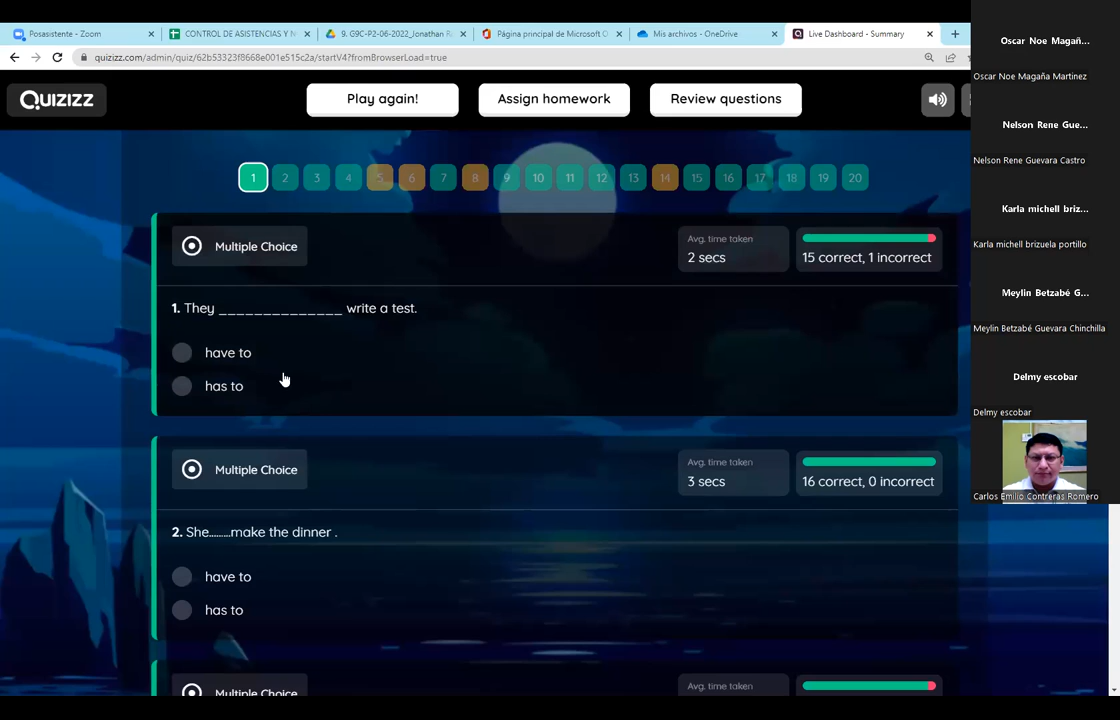 Posasistente - Zoom
CONTROL DE ASISTENCIAS Y N
9. G9C-P2-06-2022_Jonathan R
Página principal de Microsoft O
Mis archivos - OneDrive
Live Dashboard - Summary
quizizz.com/admin/quiz/62b53323f8668e001e515c2a/startV4?fromBrowserLoad=true
QUIZIZZ
Play again!
Assign homework
Review questions
1 2 3 4 5 6 7 8 9 10 11 12 13 14 15 16 17 18 19 20
Multiple Choice
Avg. time taken
2 secs
15 correct, 1 incorrect
1. They ______________ write a test.
have to
has to
Multiple Choice
Avg. time taken
3 secs
16 correct, 0 incorrect
2. She.........make the dinner .
have to
has to
Multiple Choice
Avg. time taken
Oscar Noe Magañ...
Oscar Noe Magaña Martinez
Nelson Rene Gue...
Nelson Rene Guevara Castro
Karla michell briz...
Karla michell brizuela portillo
Meylin Betzabé G...
Meylin Betzabé Guevara Chinchilla
Delmy escobar
Delmy escobar
Carlos Emilio Contreras Romero